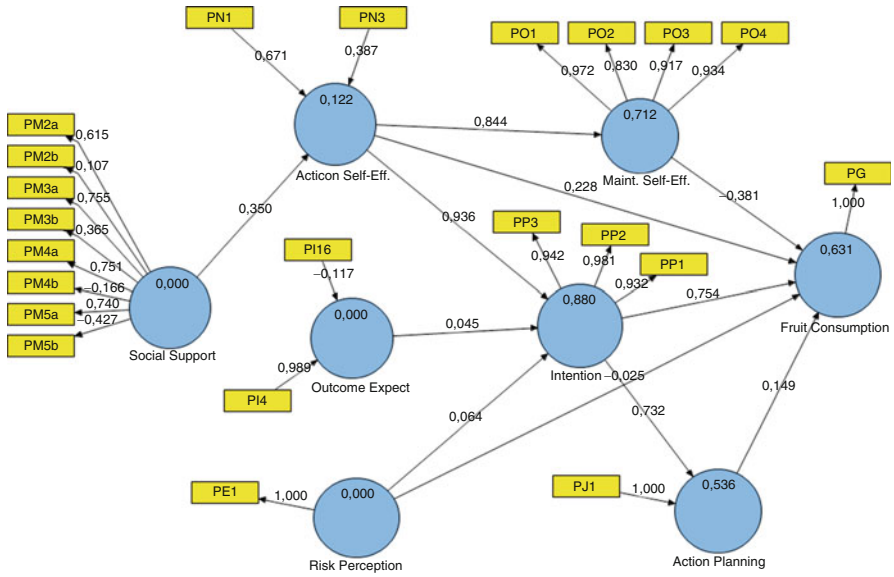 PN1
PN3
PO1
PO2
PO3
PO4
0,671
0,387
0,972
0,830
0,917
0,934
0,122
0,712
Acticon Self-Eff.
0,844
Maint. Self-Eff.
PM2a
0,615
PM2b
0,107
PM3a
0,755
PM3b
0,365
PM4a
0,751
PM4b
−0,166
PM5a
0,740
PM5b
−0,427
0,000
Social Support
0,350
0,936
0,228
−0,381
PG
1,000
0,631
Fruit Consumption
PI16
−0,117
0,000
Outcome Expect
PI4
0,989
0,045
PP3
PP2
PP1
0,942
0,981
0,932
0,880
Intention
0,754
−0,025
0,064
0,732
0,149
PE1
1,000
0,000
Risk Perception
PJ1
1,000
0,536
Action Planning